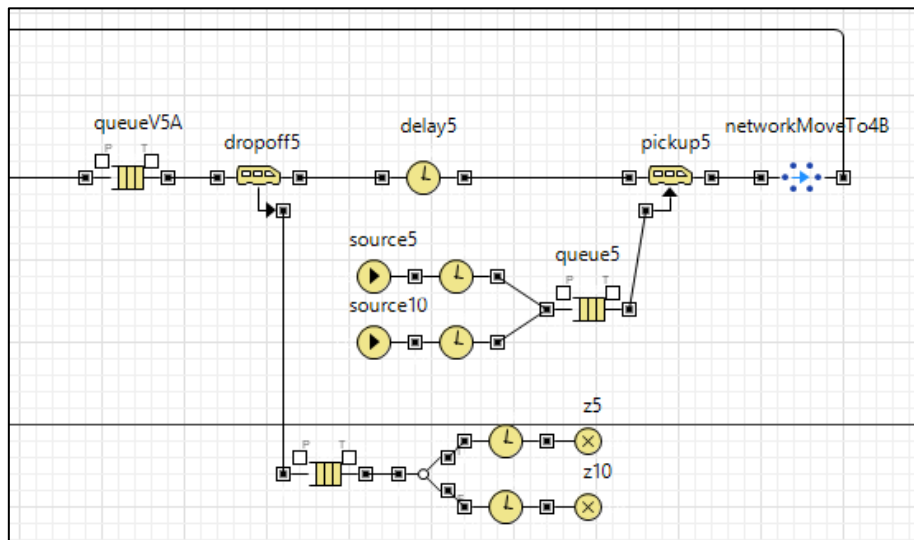 queueV5A
dropoff5
delay5
pickup5
networkMoveTo4B
P T
source5
queue5
P T
source10
z5
P T
T
z10
F